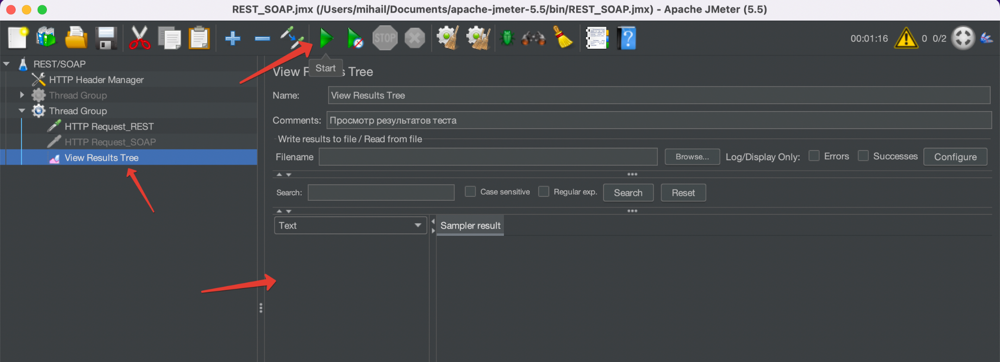 REST_SOAP.jmx (/Users/mihail/Documents/apache-jmeter-5.5/bin/REST_SOAP.jmx) - Apache JMeter (5.5)
STOP
00:01:16
0 0/2
Start
REST/SOAP
HTTP Header Manager
Thread Group
Thread Group
HTTP Request_REST
HTTP Request_SOAP
View Results Tree
View Results Tree
Name: View Results Tree
Comments: Просмотр результатов теста
Write results to file / Read from file
Filename Browse... Log/Display Only: Errors Successes Configure
Search: Case sensitive Regular exp. Search Reset
Text Sampler result